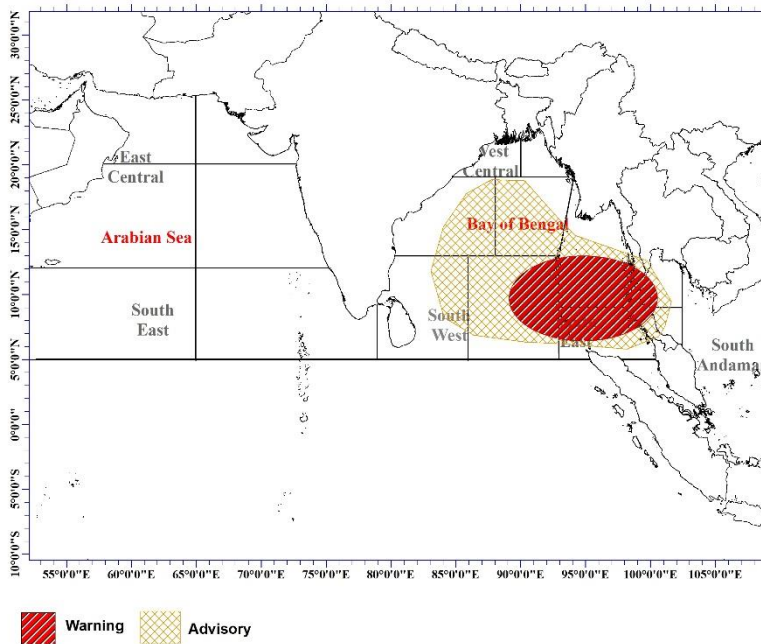 30°0'0"N
25°0'0"N
20°0'0"N
15°0'0"N
10°0'0"N
5°0'0"N
0°0'0"
5°0'0"S
10°0'0"S
East
Central
Vest
Central
Arabian Sea
Bay of Bengal
South
East
South
West
East
South
Andama
55°0'0"E
60°0'0"E
65°0'0"E
70°0'0"E
75°0'0"E
80°0'0"E
85°0'0"E
90°0'0"E
95°0'0"E
100°0'0"E
105°0'0"E
Warning
Advisory